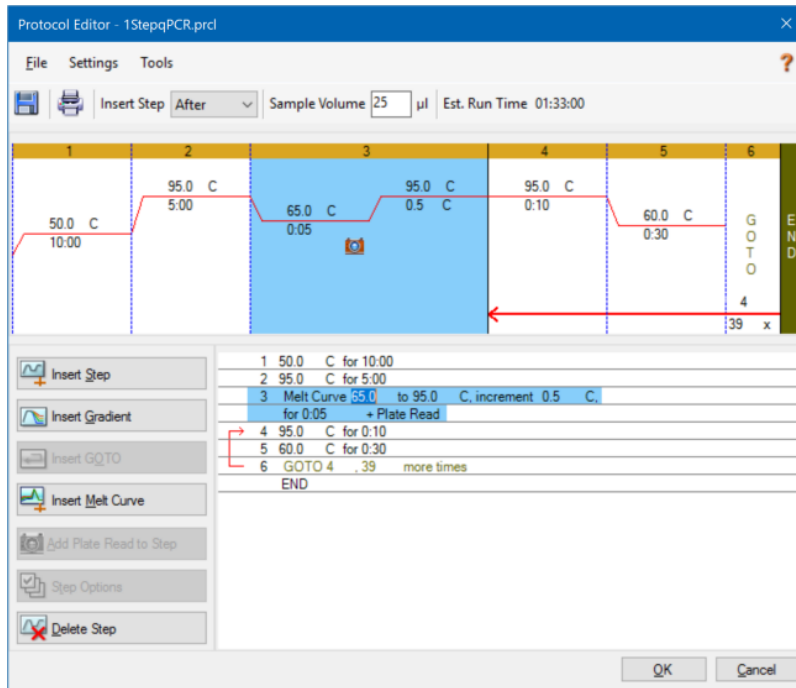 Protocol Editor - 1StepqPCR.prcl
File Settings Tools ?
Insert Step After Sample Volume 25 µl Est. Run Time 01:33:00
1 2 3 4 5 6
50.0 C
10:00
95.0 C
5:00
65.0 C
0:05
95.0 C
0.5 C
95.0 C
0:10
60.0 C
0:30
GOTO
4
39 x
END
Insert Step
Insert Gradient
Insert GOTO
Insert Melt Curve
Add Plate Read to Step
Step Options
Delete Step
1 50.0 C for 10:00
2 95.0 C for 5:00
3 Melt Curve 65.0 to 95.0 C, increment 0.5 C,
for 0:05 + Plate Read
4 95.0 C for 0:10
5 60.0 C for 0:30
6 GOTO 4 , 39 more times
END
OK Cancel